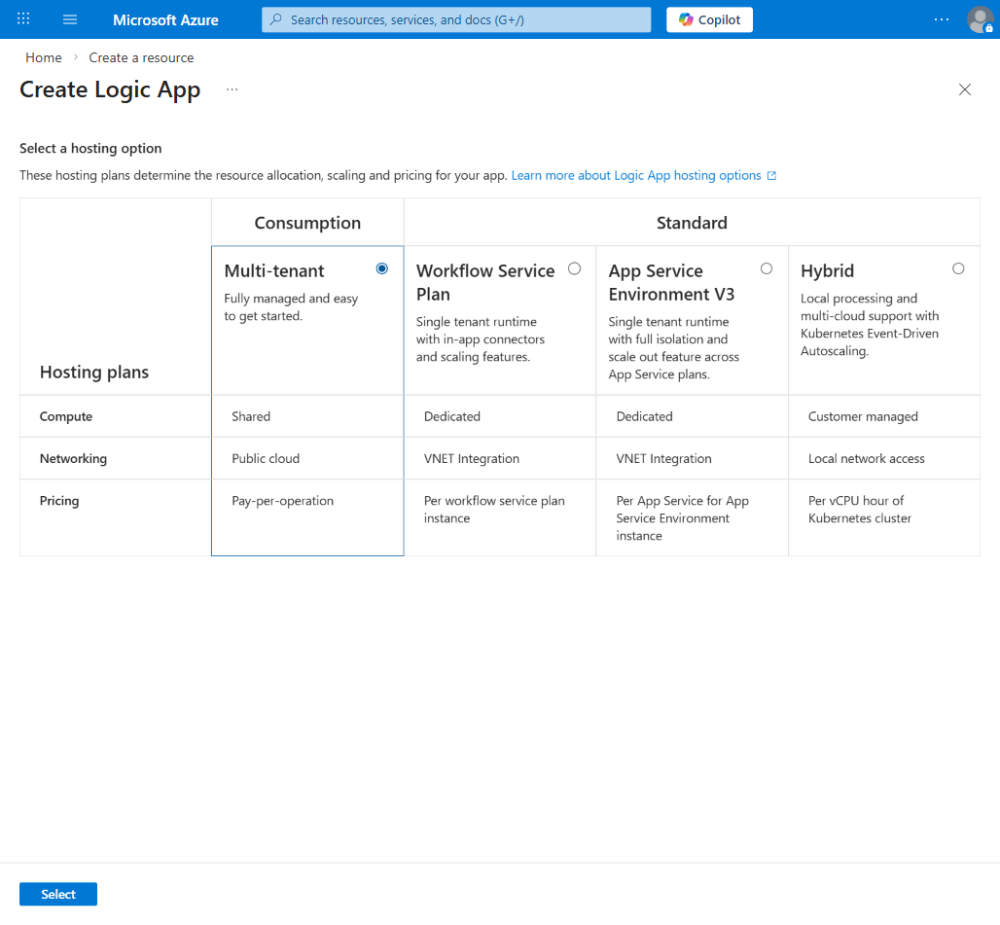 Microsoft Azure
Search resources, services, and docs (G+/)
Copilot
Home > Create a resource
Create Logic App ...
Select a hosting option
These hosting plans determine the resource allocation, scaling and pricing for your app. Learn more about Logic App hosting options
Consumption
Standard
Hosting plans
Multi-tenant
Fully managed and easy
to get started.
Workflow Service
Plan
Single tenant runtime
with in-app connectors
and scaling features.
App Service
Environment V3
Single tenant runtime
with full isolation and
scale out feature across
App Service plans.
Hybrid
Local processing and
multi-cloud support with
Kubernetes Event-Driven
Autoscaling.
Compute
Shared
Dedicated
Dedicated
Customer managed
Networking
Public cloud
VNET Integration
VNET Integration
Local network access
Pricing
Pay-per-operation
Per workflow service plan
instance
Per App Service for App
Service Environment
instance
Per vCPU hour of
Kubernetes cluster
Select